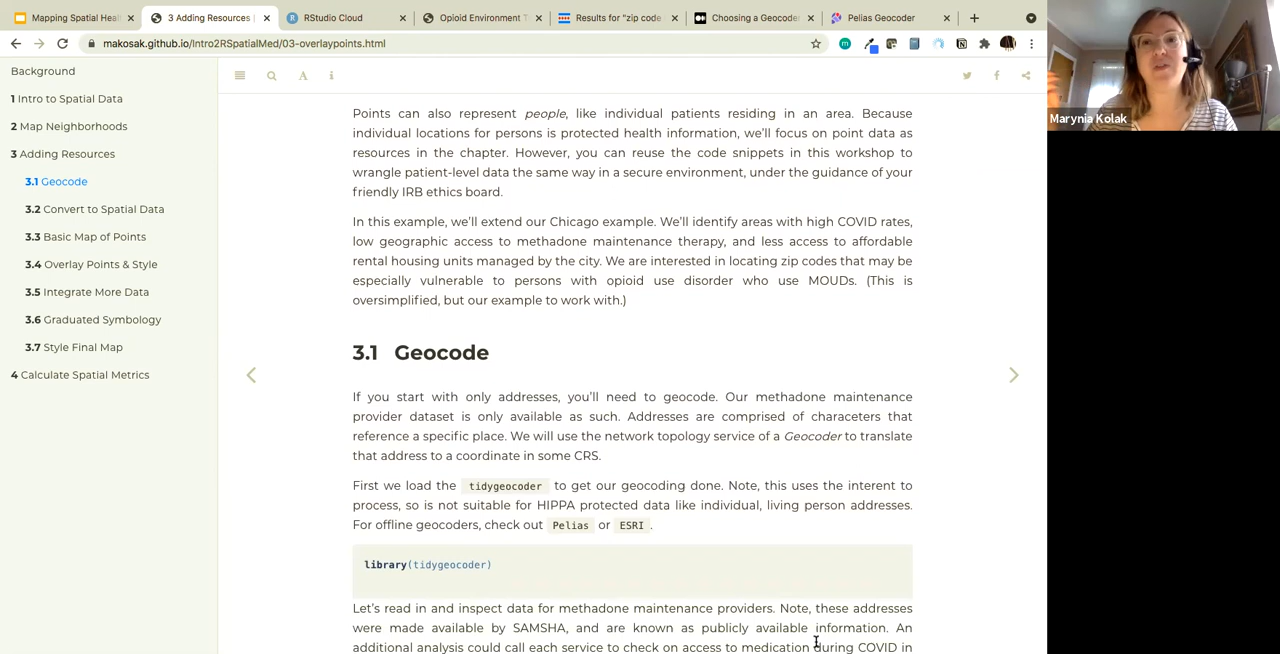 Mapping Spatial Heal
3 Adding Resources |
RStudio Cloud
Opioid Environment T
Results for "zip code
Choosing a Geocoder
Pelias Geocoder
makosak.github.io/Intro2RSpatialMed/03-overlaypoints.html
Background
1 Intro to Spatial Data
2 Map Neighborhoods
3 Adding Resources
3.1 Geocode
3.2 Convert to Spatial Data
3.3 Basic Map of Points
3.4 Overlay Points & Style
3.5 Integrate More Data
3.6 Graduated Symbology
3.7 Style Final Map
4 Calculate Spatial Metrics
Points can also represent people, like individual patients residing in an area. Because
individual locations for persons is protected health information, we'll focus on point data as
resources in the chapter. However, you can reuse the code snippets in this workshop to
wrangle patient-level data the same way in a secure environment, under the guidance of your
friendly IRB ethics board.
In this example, we'll extend our Chicago example. We'll identify areas with high COVID rates,
low geographic access to methadone maintenance therapy, and less access to affordable
rental housing units managed by the city. We are interested in locating zip codes that may be
especially vulnerable to persons with opioid use disorder who use MOUDs. (This is
oversimplified, but our example to work with.)
3.1 Geocode
If you start with only addresses, you'll need to geocode. Our methadone maintenance
provider dataset is only available as such. Addresses are comprised of characeters that
reference a specific place. We will use the network topology service of a Geocoder to translate
that address to a coordinate in some CRS.
First we load the tidygeocoder to get our geocoding done. Note, this uses the interent to
process, so is not suitable for HIPPA protected data like individual, living person addresses.
For offline geocoders, check out Pelias or ESRI.
library(tidygeocoder)
Let's read in and inspect data for methadone maintenance providers. Note, these addresses
were made available by SAMSHA, and are known as publicly available information. An
additional analysis could call each service to check on access to medication during COVID in
Marynia Kolak